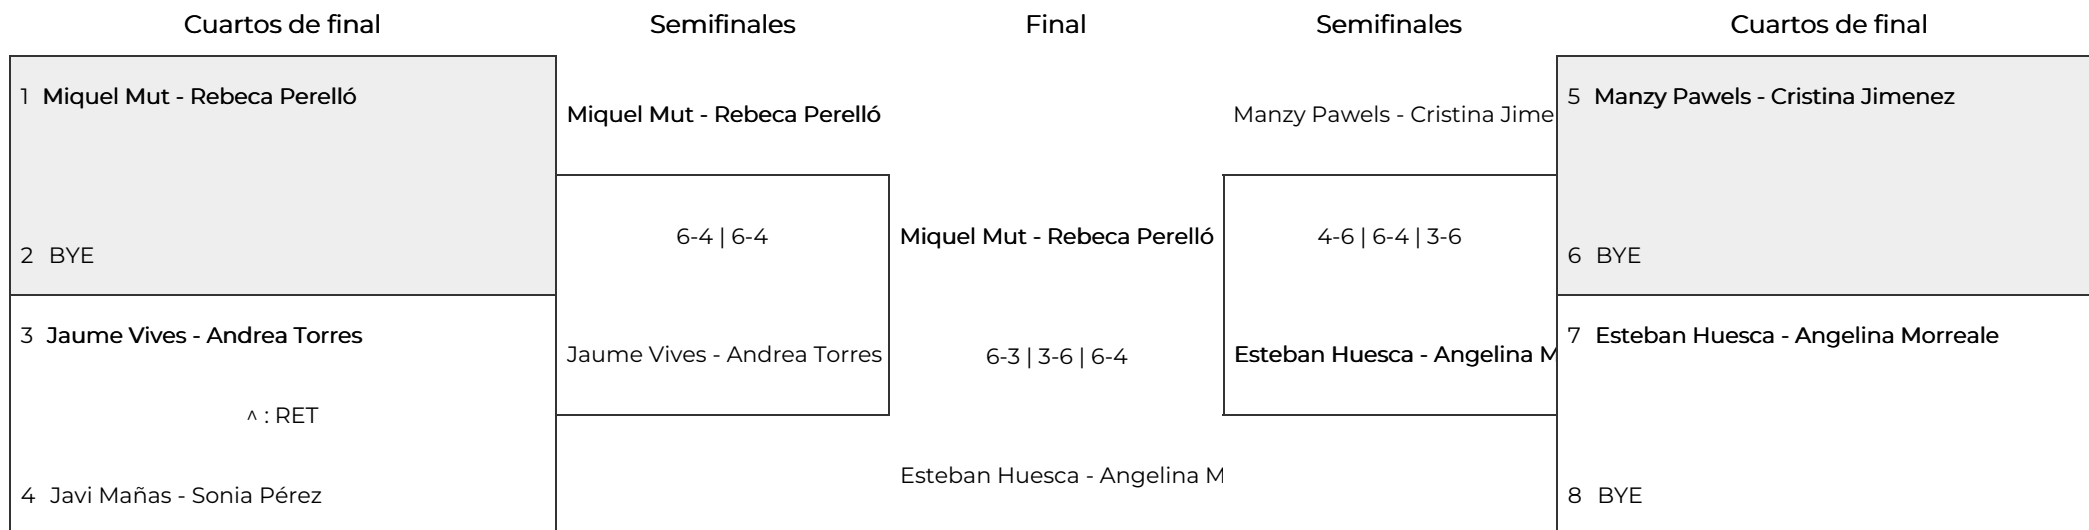 Cuartos de final
Semifinales
Final
Semifinales
Cuartos de final
1 Miquel Mut - Rebeca Perelló
2 BYE
3 Jaume Vives - Andrea Torres
^ : RET
4 Javi Mañas - Sonia Pérez
Miquel Mut - Rebeca Perelló
6-4 | 6-4
Jaume Vives - Andrea Torres
Miquel Mut - Rebeca Perelló
6-3 | 3-6 | 6-4
Esteban Huesca - Angelina M
Manzy Pawels - Cristina Jime
4-6 | 6-4 | 3-6
Esteban Huesca - Angelina M
5 Manzy Pawels - Cristina Jimenez
6 BYE
7 Esteban Huesca - Angelina Morreale
8 BYE